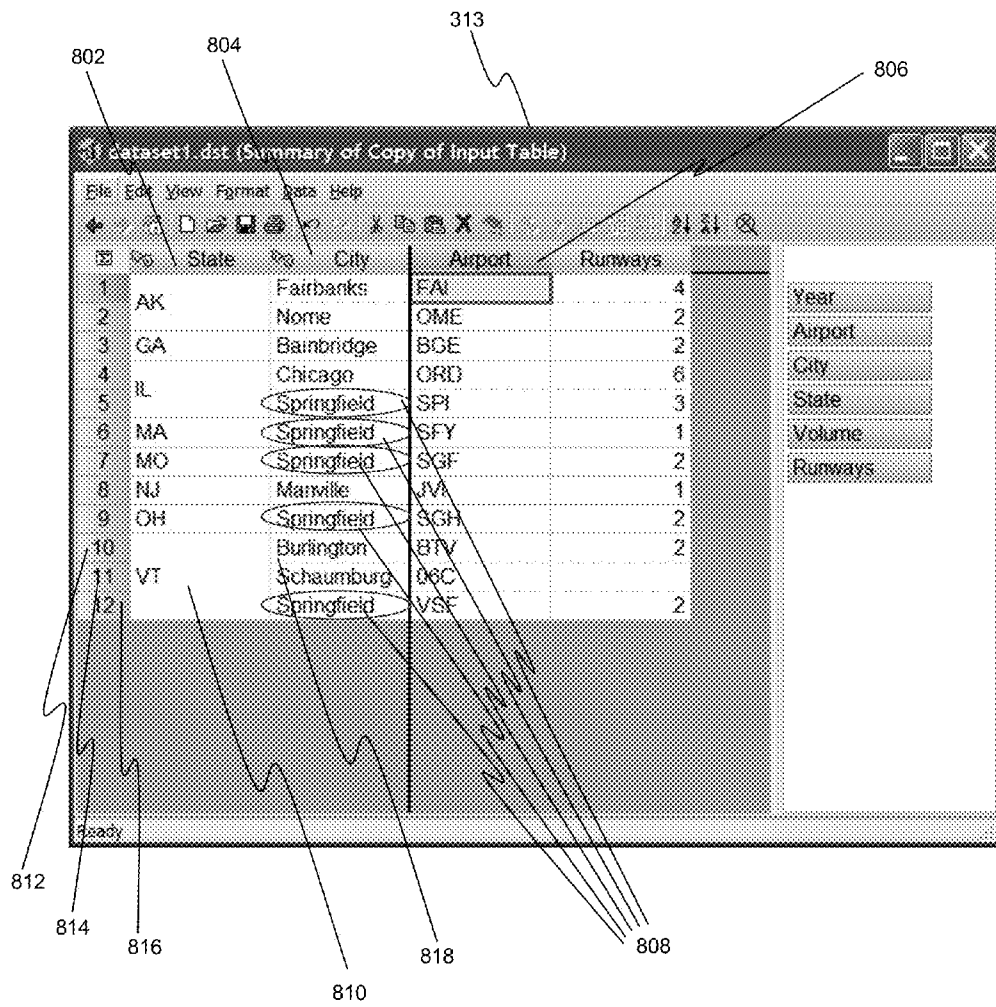 313
804
802
806
dataset1.dst (Summary of Copy of Input Table)
File Edit View Format Data Help
Σ State City Airport Runways
1 AK Fairbanks FAI 4
2 Nome OME 2
3 GA Bainbridge BGE 2
4 IL Chicago ORD 6
5 Springfield SPI 3
6 MA Springfield SFY 1
7 MO Springfield SGF 2
8 NJ Manville JVI 1
9 OH Springfield SGH 2
10 Burlington BTV 2
11 VT Schaumburg 06C
12 Springfield VSF 2
Year
Airport
City
State
Volume
Runways
Ready
812
814
816
810
818
808